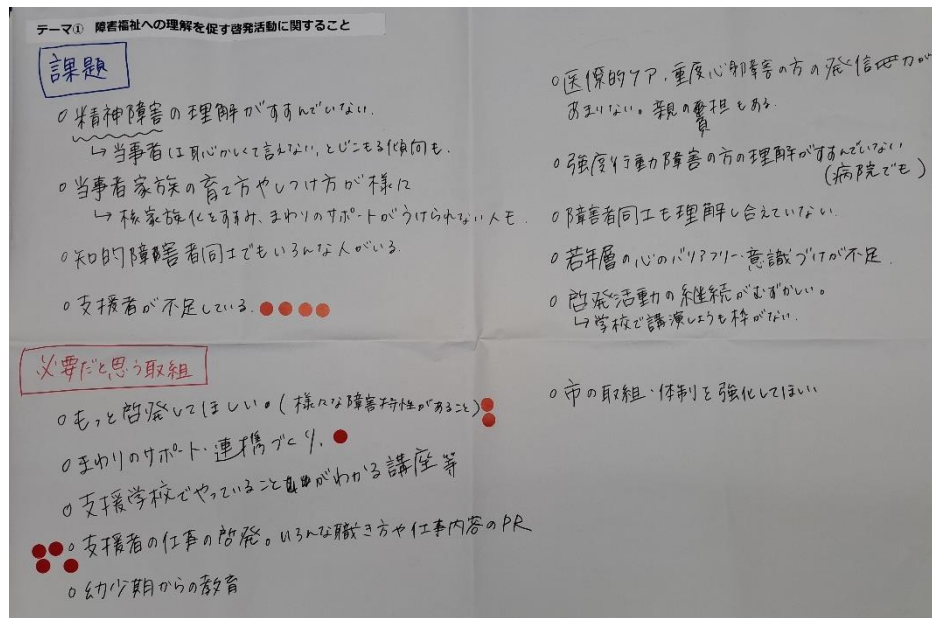 テーマ① 障害福祉への理解を促す啓発活動に関すること
課題
○精神障害の理解がすすんでいない。
↳当事者は恥かしくて言えない、とじこもる傾向も。
○当事者家族の育て方やしつけ方が様に
↳核家族化とすすみ、まわりのサポートがうけられない人も。
○知的障害者同士でもいろんな人がいる。
○支援者が不足している。
○医療的ケア、重度心身障害の方の発信地力が
あまりない。親の負担もある。
○強度行動障害の方の理解がすすんでいない
(病院でも)
○障害者同士も理解し合えていない。
○若年層の心のバリアフリー・意識づけが不足。
○啓発活動の継続がむずかしい。
↳学校で講演しようも枠がない。
必要だと思う取組
○もっと啓発してほしい。(様々な障害特性があること)
○まわりのサポート・連携づくり。
○支援学校でやっていることがわかる講座等
○支援者の仕事の啓発。いろんな働き方や仕事内容のPR
○幼少期からの教育
○市の取組・体制を強化してほしい